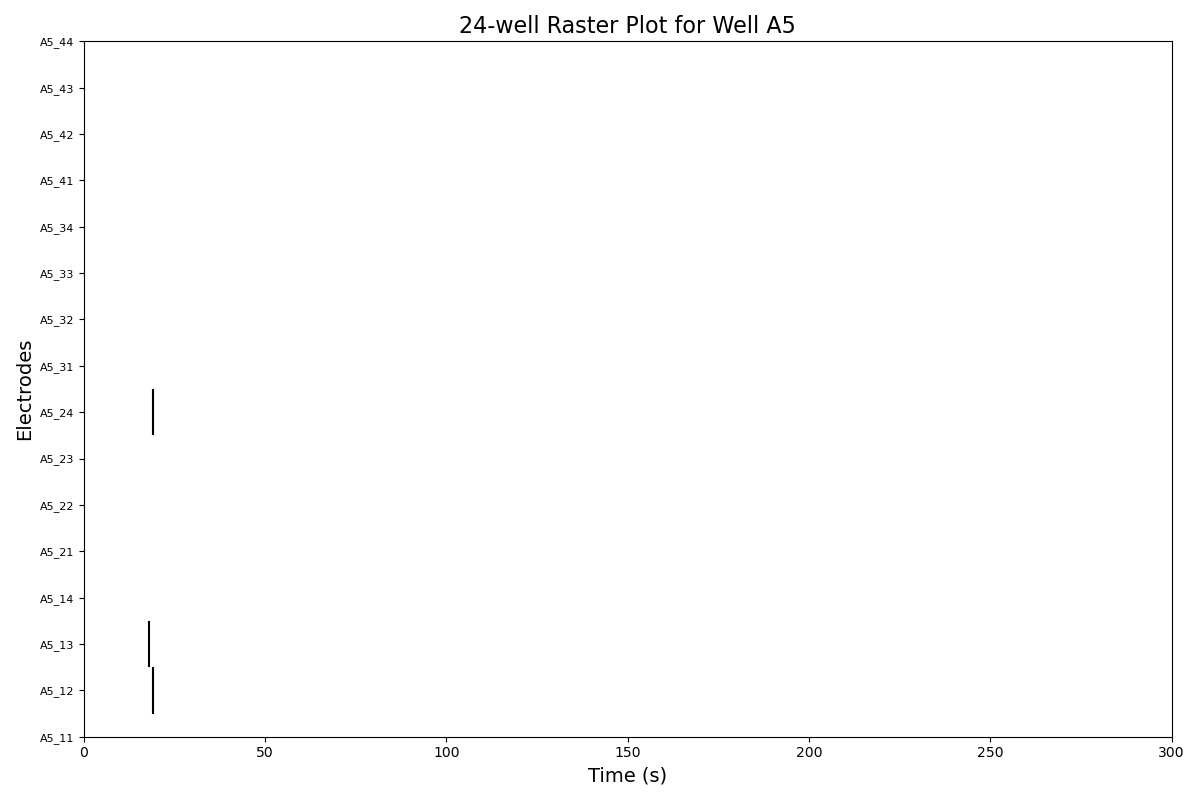 24-well Raster Plot for Well A5
A5_44
A5_43
A5_42
A5_41
A5_34
A5_33
A5_32
A5_31
A5_24
A5_23
A5_22
A5_21
A5_14
A5_13
A5_12
A5_11
Electrodes
0 50 100 150 200 250 300
Time (s)